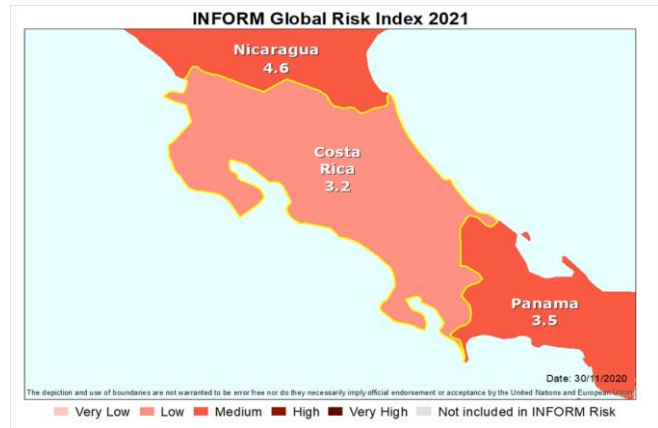 INFORM Global Risk Index 2021
Nicaragua
4.6
Costa
Rica
3.2
Panama
3.5
Date: 30/11/2020
The depiction and use of boundaries are not warranted to be error free nor do they necessarily imply official endorsement or acceptance by the United Nations and European Union
Very Low Low Medium High Very High Not included in INFORM Risk